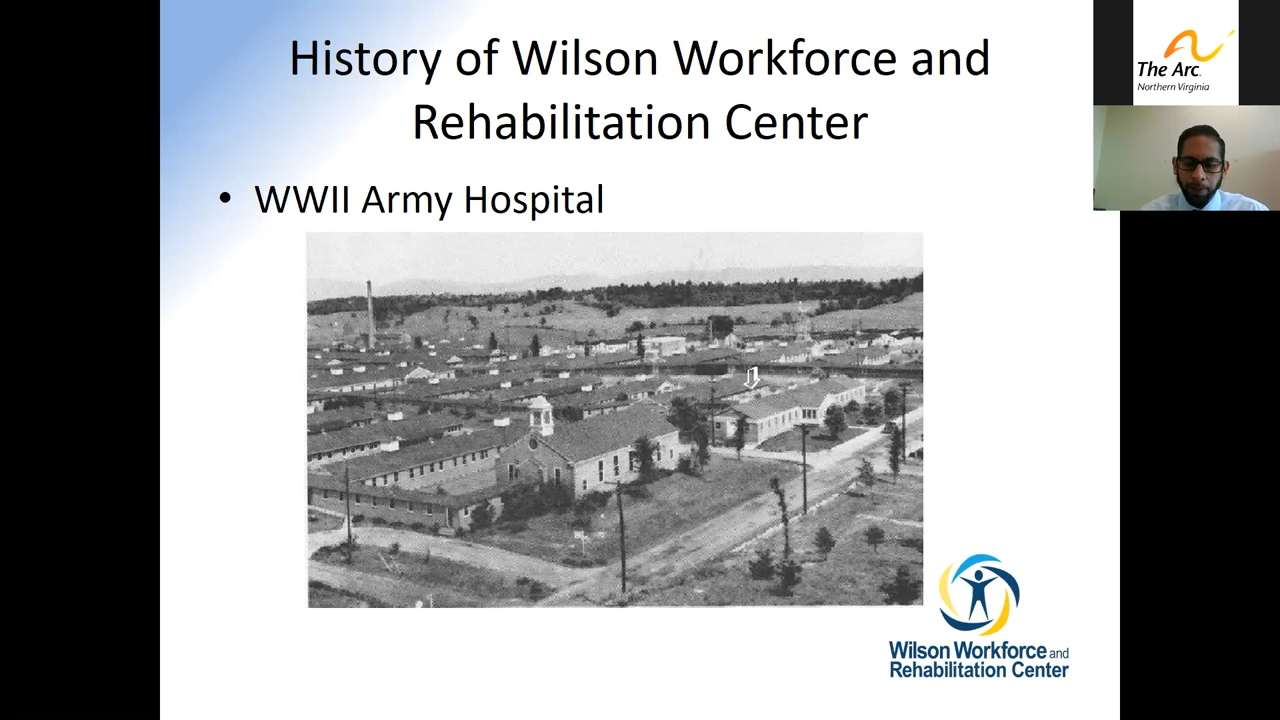 History of Wilson Workforce and
Rehabilitation Center
• WWII Army Hospital
The Arc.
Northern Virginia
Wilson Workforce and
Rehabilitation Center